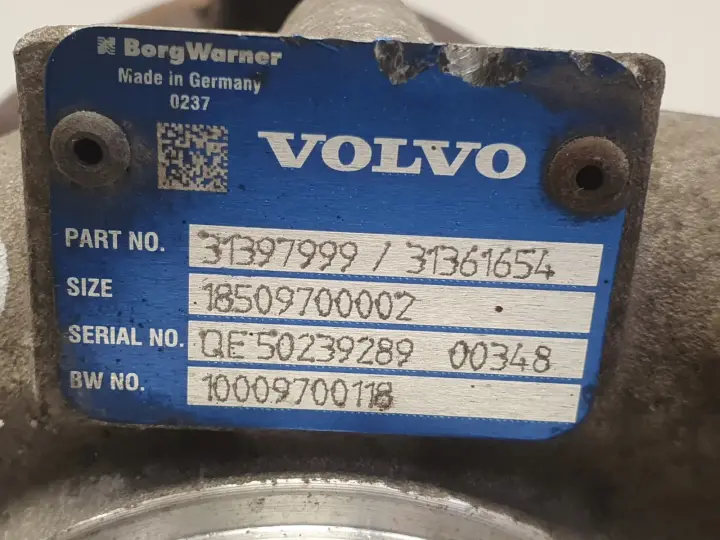 BorgWarner
Made in Germany
0237
VOLVO
PART NO. 31397999 / 31361654
SIZE 18509700002
SERIAL NO. QE50239289 00348
BW NO. 10009700118